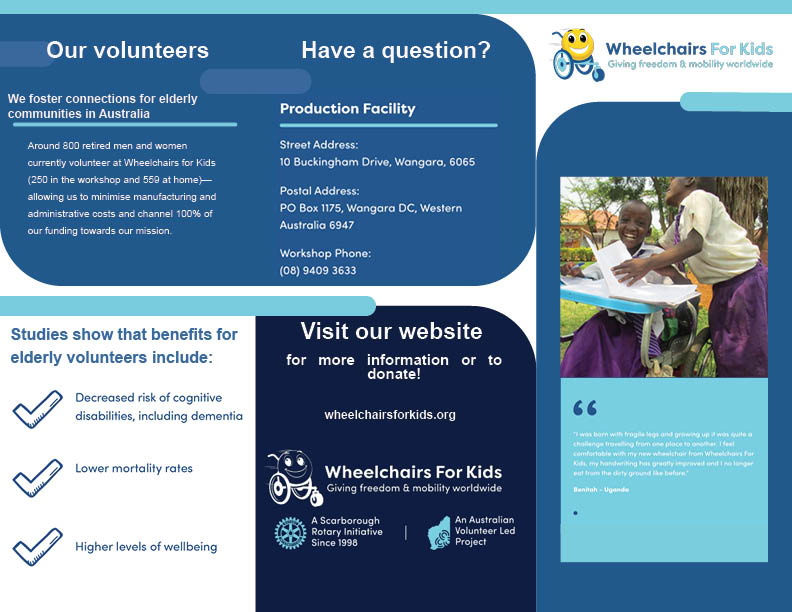 Our volunteers
We foster connections for elderly
communities in Australia
Around 800 retired men and women
currently volunteer at Wheelchairs for Kids
(250 in the workshop and 559 at home)—
allowing us to minimise manufacturing and
administrative costs and channel 100% of
our funding towards our mission.
Have a question?
Production Facility
Street Address:
10 Buckingham Drive, Wangara, 6065
Postal Address:
PO Box 1175, Wangara DC, Western
Australia 6947
Workshop Phone:
(08) 9409 3633
Studies show that benefits for
elderly volunteers include:
Decreased risk of cognitive
disabilities, including dementia
Lower mortality rates
Higher levels of wellbeing
Visit our website
for more information or to
donate!
wheelchairsforkids.org
Wheelchairs For Kids
Giving freedom & mobility worldwide
A Scarborough
Rotary Initiative
Since 1998
An Australian
Volunteer Led
Project
Wheelchairs For Kids
Giving freedom & mobility worldwide
“
"I was born with fragile legs and growing up it was quite a
challenge travelling from one place to another. I feel
comfortable with my new wheelchair from Wheelchairs For
Kids, my handwriting has greatly improved and I no longer
eat from the dirty ground like before."
Benitah - Uganda